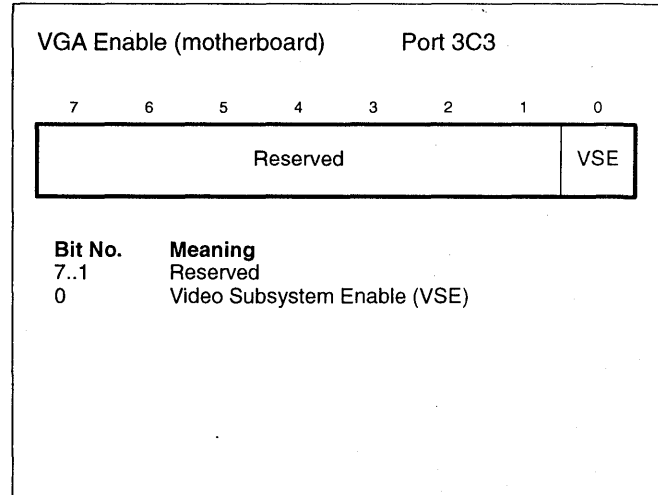 VGA Enable (motherboard) Port 3C3
7 6 5 4 3 2 1 0
Reserved VSE
Bit No. Meaning
7..1 Reserved
0 Video Subsystem Enable (VSE)